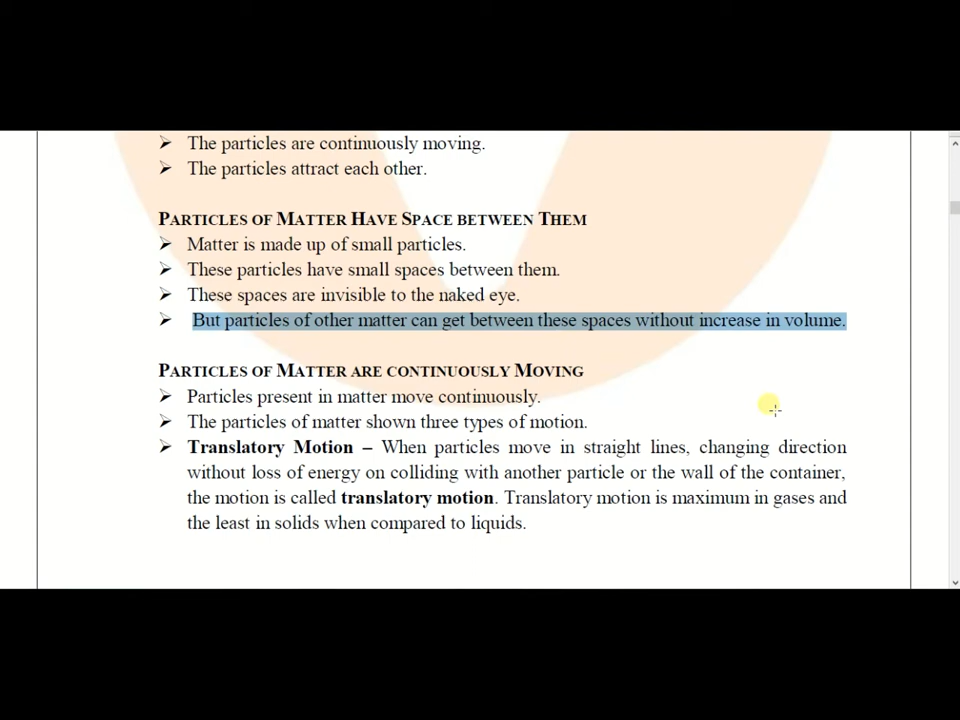 ➢ The particles are continuously moving.
➢ The particles attract each other.
PARTICLES OF MATTER HAVE SPACE BETWEEN THEM
➢ Matter is made up of small particles.
➢ These particles have small spaces between them.
➢ These spaces are invisible to the naked eye.
➢ But particles of other matter can get between these spaces without increase in volume.
PARTICLES OF MATTER ARE CONTINUOUSLY MOVING
➢ Particles present in matter move continuously.
➢ The particles of matter shown three types of motion.
➢ Translatory Motion – When particles move in straight lines, changing direction
without loss of energy on colliding with another particle or the wall of the container,
the motion is called translatory motion. Translatory motion is maximum in gases and
the least in solids when compared to liquids.